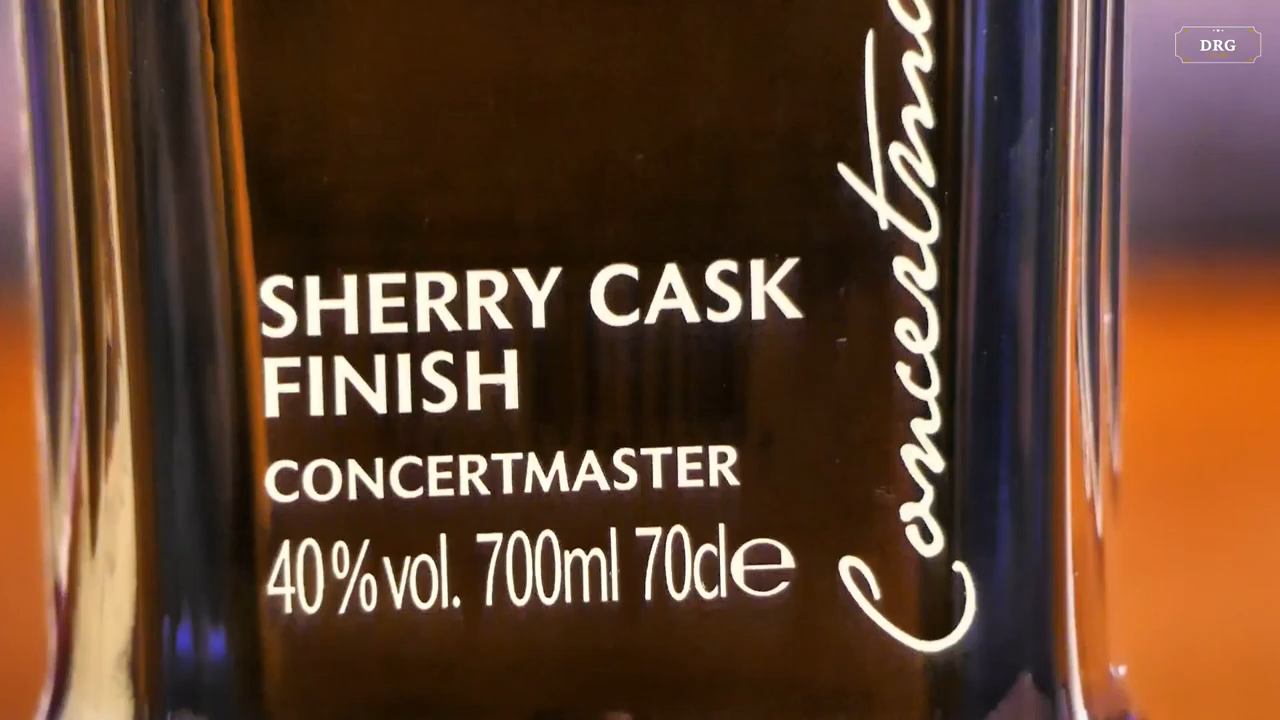 DRG
SHERRY CASK
FINISH
CONCERTMASTER
40%vol. 700ml 70cle